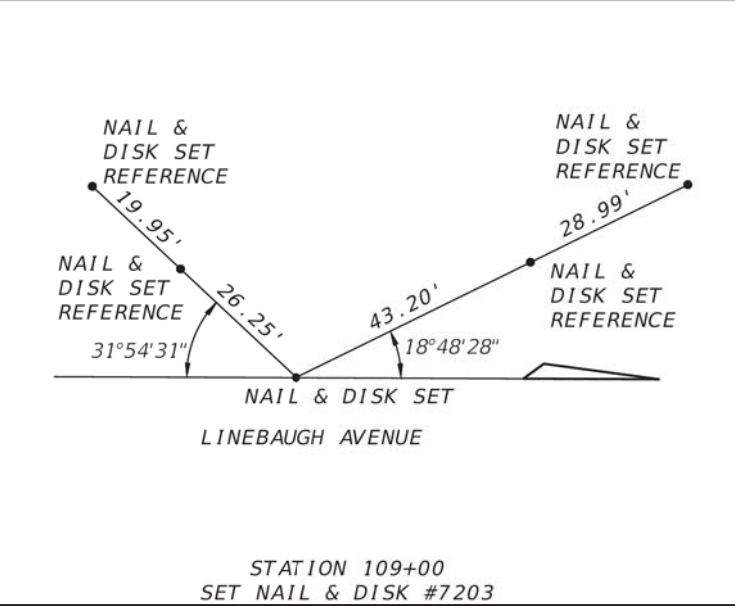 NAIL &
DISK SET
REFERENCE
NAIL &
DISK SET
REFERENCE
19.95'
28.99'
NAIL &
DISK SET
REFERENCE
NAIL &
DISK SET
REFERENCE
26.25'
43.20'
31°54'31"
18°48'28"
NAIL & DISK SET
LINEBAUGH AVENUE
STATION 109+00
SET NAIL & DISK #7203